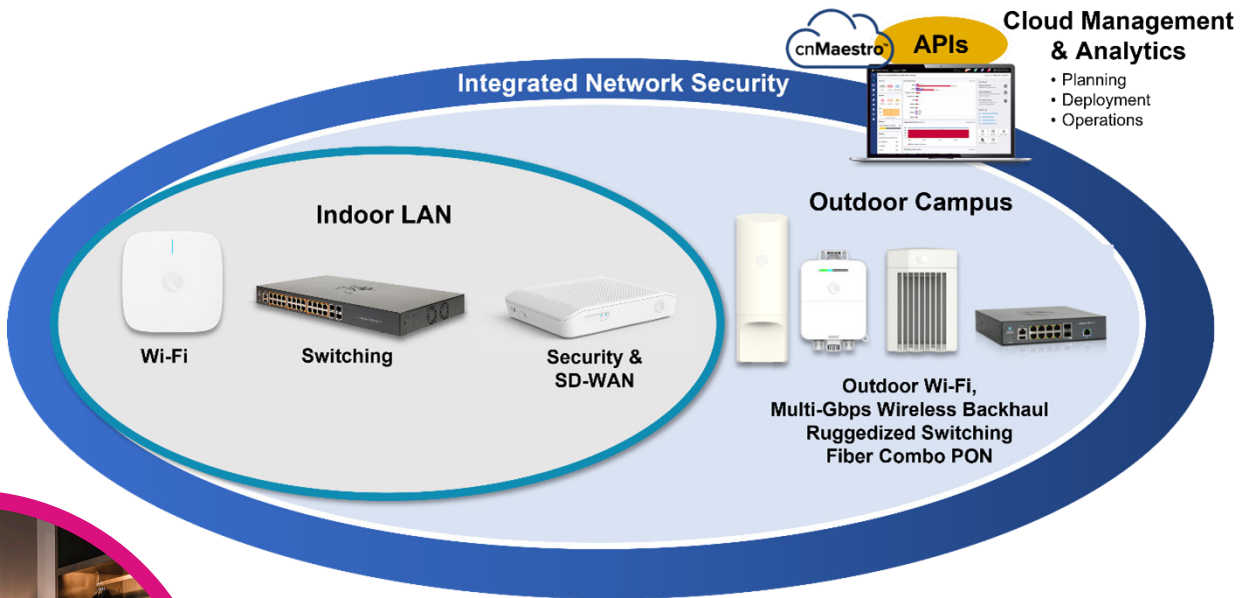 cnMaestro™
APIs
Cloud Management
& Analytics
• Planning
• Deployment
• Operations
Integrated Network Security
Indoor LAN
Wi-Fi
Switching
Security &
SD-WAN
Outdoor Campus
Outdoor Wi-Fi,
Multi-Gbps Wireless Backhaul
Ruggedized Switching
Fiber Combo PON